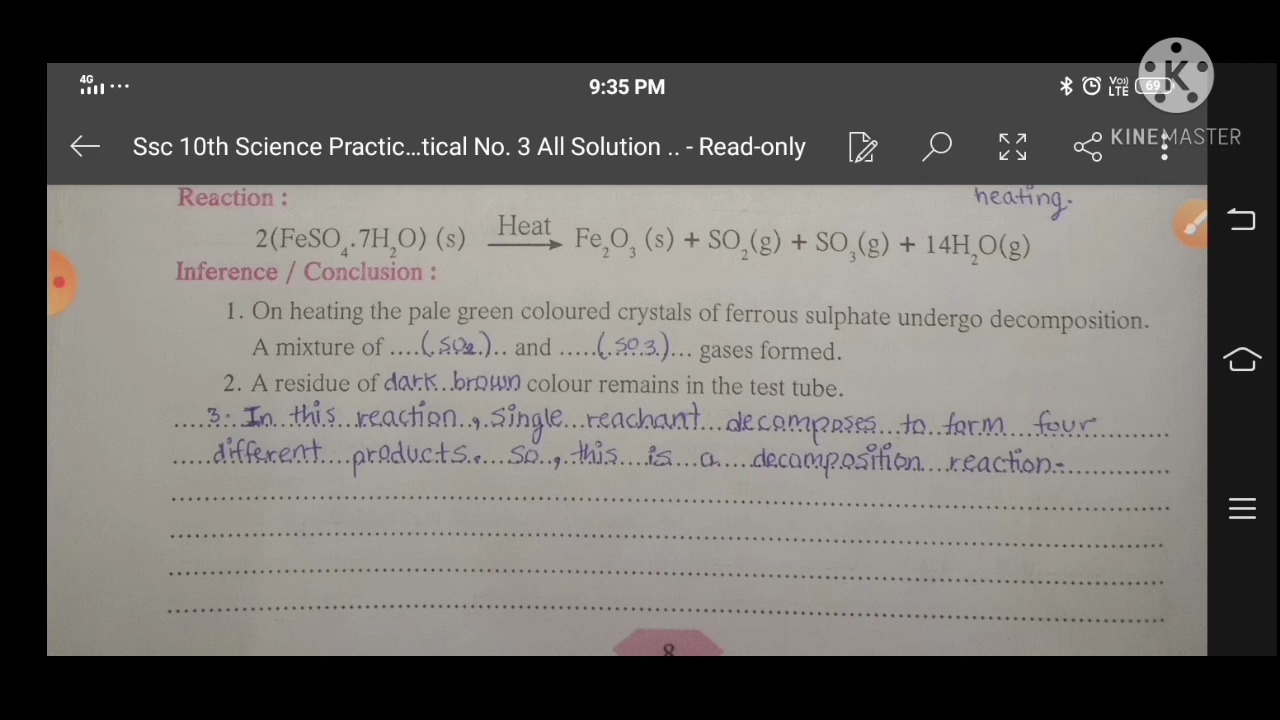 4G
9:35 PM
Vo)) LTE 69
K
KINEMASTER
Ssc 10th Science Practic...tical No. 3 All Solution .. - Read-only
heating.
Reaction :
2(FeSO₄.7H₂O) (s) Heat Fe₂O₃ (s) + SO₂(g) + SO₃(g) + 14H₂O(g)
Inference / Conclusion :
1. On heating the pale green coloured crystals of ferrous sulphate undergo decomposition.
A mixture of ....(.SO₂.).. and .....(.SO3.)... gases formed.
2. A residue of dark..brown colour remains in the test tube.
....3.. In this reaction.., single...reachant...decomposes...to..form....four
.....different....products....so..,this....is....a....decomposition...reaction..
8